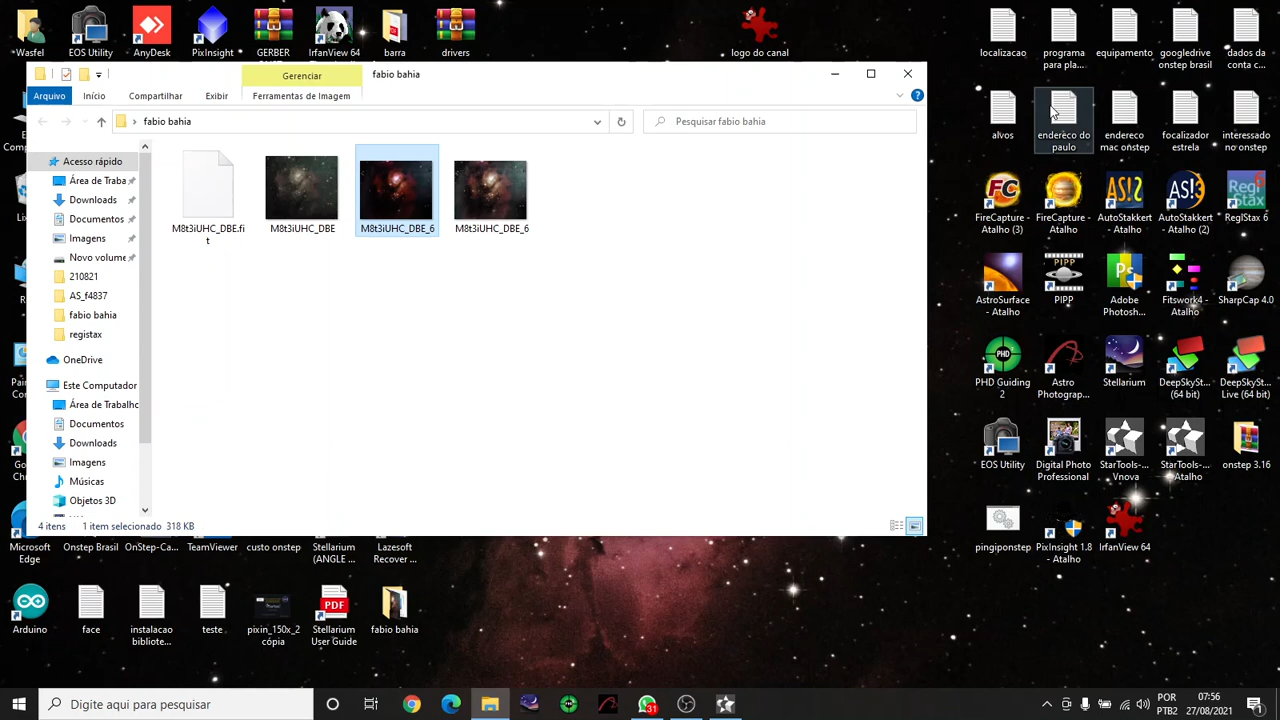 Wasfel
EOS Utility
AnyDesk
PixInsight
GERBER
IrfanView 64
barra
drivers
logo do canal
localizacao
programa
para pla...
equipamento
googledrive
onstep brasil
dados da
conta c...
Gerenciar
fabio bahia
Arquivo
Início
Compartilhar
Exibir
Ferramentas de Imagem
fabio bahia
Pesquisar fabio bahia
alvos
endereço do
paulo
endereco
mac onstep
focalizador
estrela
interessado
no onstep
Acesso rápido
Área de Traba
Downloads
Documentos
Imagens
Novo volume
210821
AS_f4837
fabio bahia
registax
OneDrive
Este Computador
Área de Trabalho
Documentos
Downloads
Imagens
Músicas
Objetos 3D
M8t3iUHC_DBE.fi
t
M8t3iUHC_DBE
M8t3iUHC_DBE_6
M8t3iUHC_DBE_6
4 itens
1 item selecionado 318 KB
FireCapture -
Atalho (3)
FireCapture -
Atalho
AutoStakkert
- Atalho
AutoStakkert
- Atalho (2)
RegiStax 6
AstroSurface
- Atalho
PIPP
Adobe
Photosh...
Fitswork4 -
Atalho
SharpCap 4.0
PHD Guiding
2
Astro
Photograp...
Stellarium
DeepSkySt...
(64 bit)
DeepSkySt...
Live (64 bit)
EOS Utility
Digital Photo
Professional
StarTools-...
Vnova
StarTools-...
Atalho
onstep 3.16
pingiponstep
PixInsight 1.8
- Atalho
IrfanView 64
Microsoft
Edge
Onstep Brasil
OnStep-Ca...
TeamViewer
custo onstep
Stellarium
(ANGLE ...
Lazesoft
Recover ...
Arduino
face
instalacao
bibliote...
teste
pixin_150x_2
cópia
PDF
Stellarium
User Guide
fabio bahia
Digite aqui para pesquisar
31
POR
PTB2
07:56
27/08/2021
1